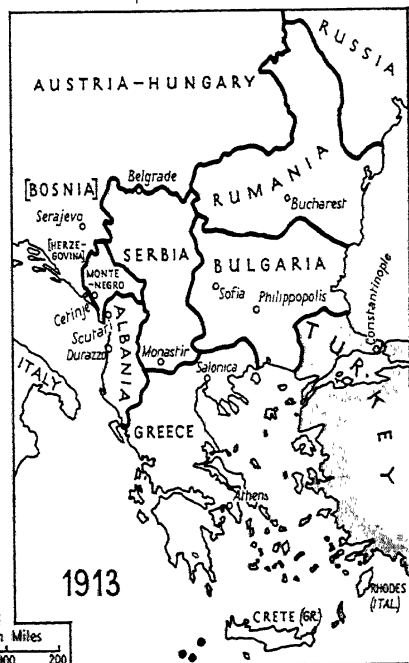 RUSSIA
AUSTRIA-HUNGARY
RUMANIA
Belgrade
[BOSNIA]
Bucharest
Serajevo
[HERZE-
GOVINA]
SERBIA
BULGARIA
MONTE-
NEGRO
Sofia
Philippopolis
Cetinje
Constantinople
Scutari
ALBANIA
Durazzo
Monastir
TURKEY
ITALY
Salonica
GREECE
Athens
1913
RHODES
(ITAL.)
CRETE (GR.)
Miles
200